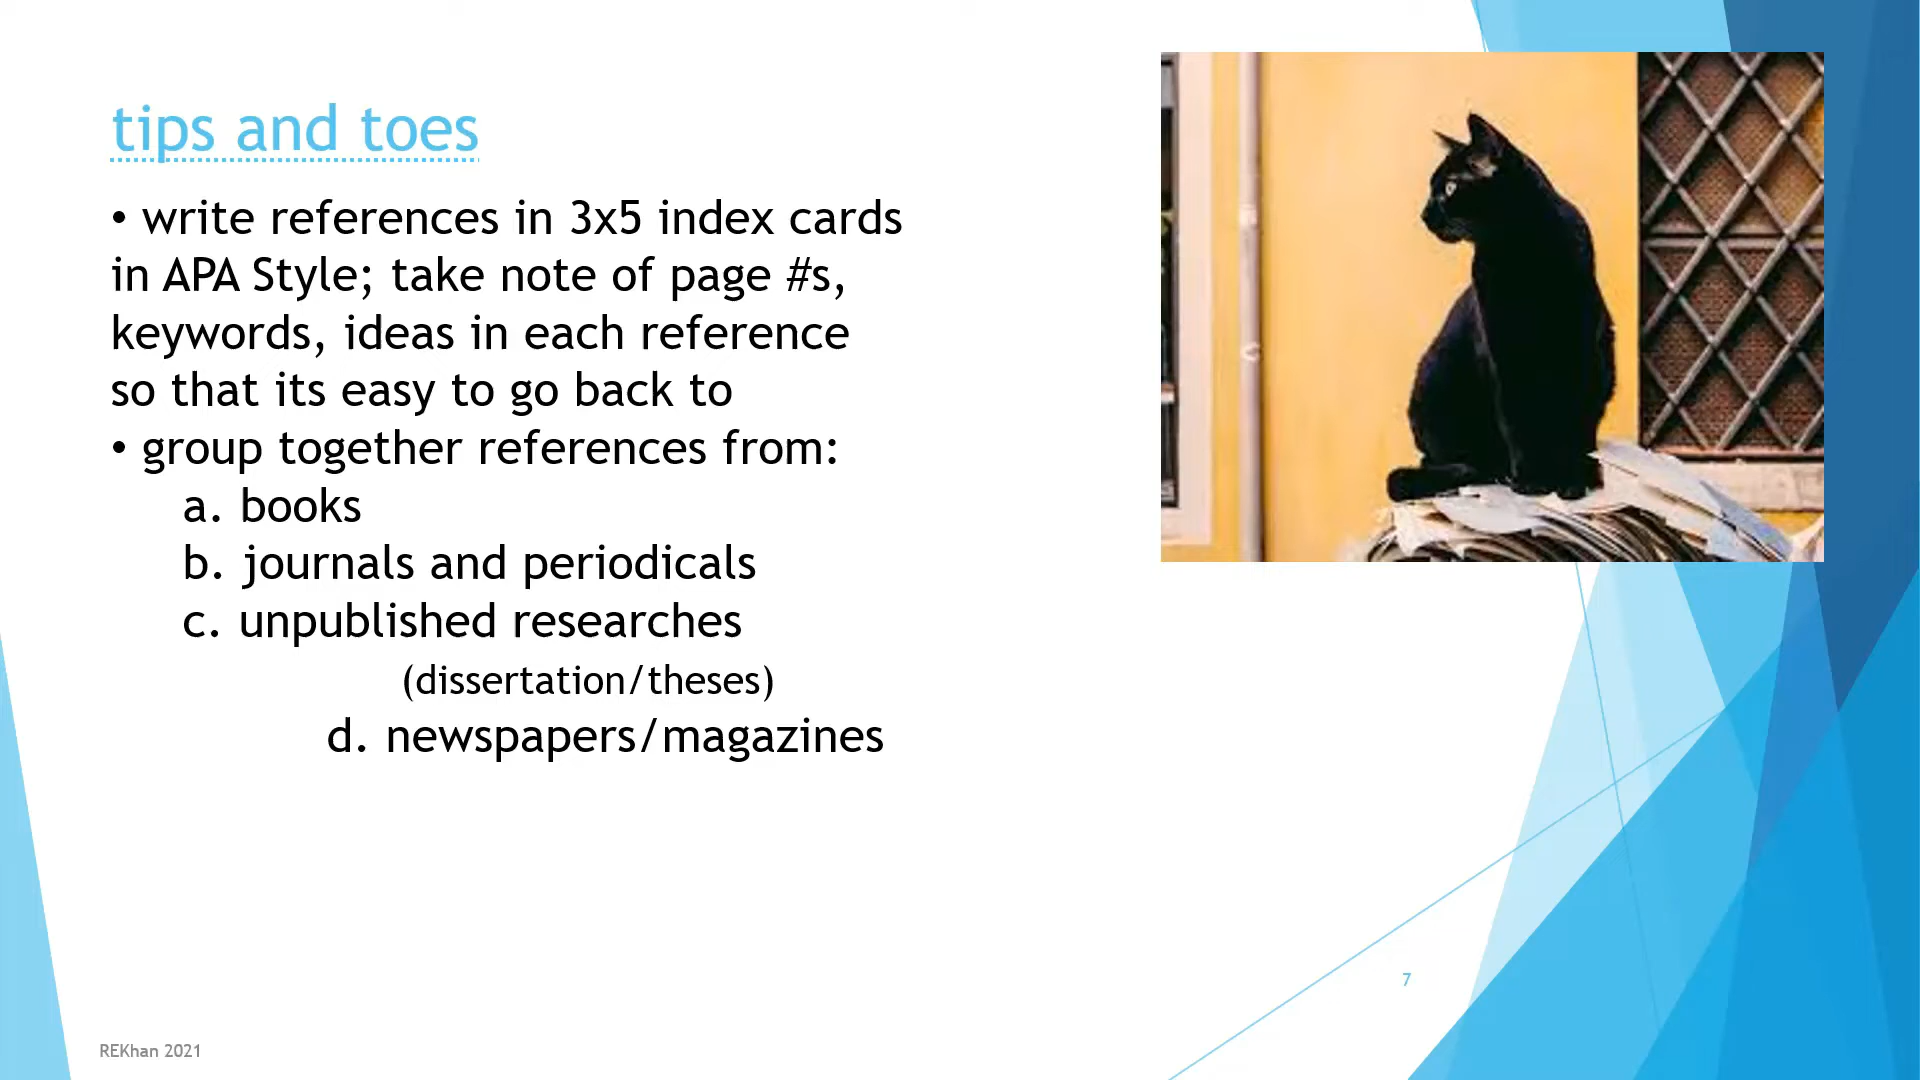 tips and toes
• write references in 3x5 index cards
in APA Style; take note of page #s,
keywords, ideas in each reference
so that its easy to go back to
• group together references from:
a. books
b. journals and periodicals
c. unpublished researches
(dissertation/theses)
d. newspapers/magazines
7
REKhan 2021